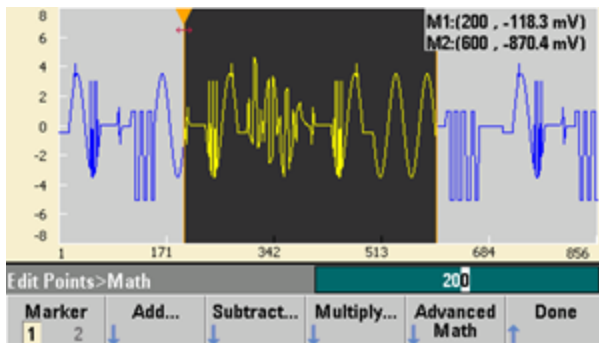 8
6
4
2
0
-2
-4
-6
-8
M1:(200 , -118.3 mV)
M2:(600 , -870.4 mV)
1 171 342 513 684 856
Edit Points>Math 200
Marker Add... Subtract... Multiply... Advanced Math Done
1 2